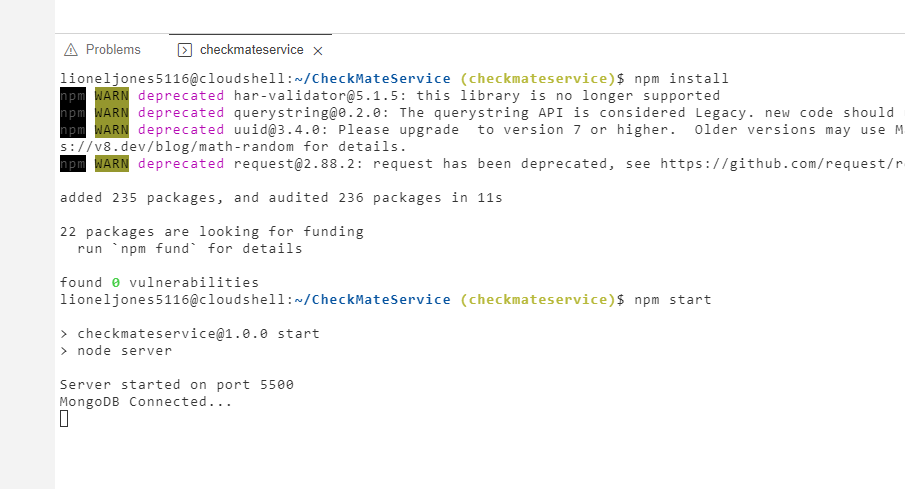 Problems
checkmateservice
lioneljones5116@cloudshell:~/CheckMateService (checkmateservice)$ npm install
npm WARN deprecated har-validator@5.1.5: this library is no longer supported
npm WARN deprecated querystring@0.2.0: The querystring API is considered Legacy. new code should
npm WARN deprecated uuid@3.4.0: Please upgrade  to version 7 or higher.  Older versions may use M
s://v8.dev/blog/math-random for details.
npm WARN deprecated request@2.88.2: request has been deprecated, see https://github.com/request/r
added 235 packages, and audited 236 packages in 11s
22 packages are looking for funding
  run `npm fund` for details
found 0 vulnerabilities
lioneljones5116@cloudshell:~/CheckMateService (checkmateservice)$ npm start
> checkmateservice@1.0.0 start
> node server
Server started on port 5500
MongoDB Connected...